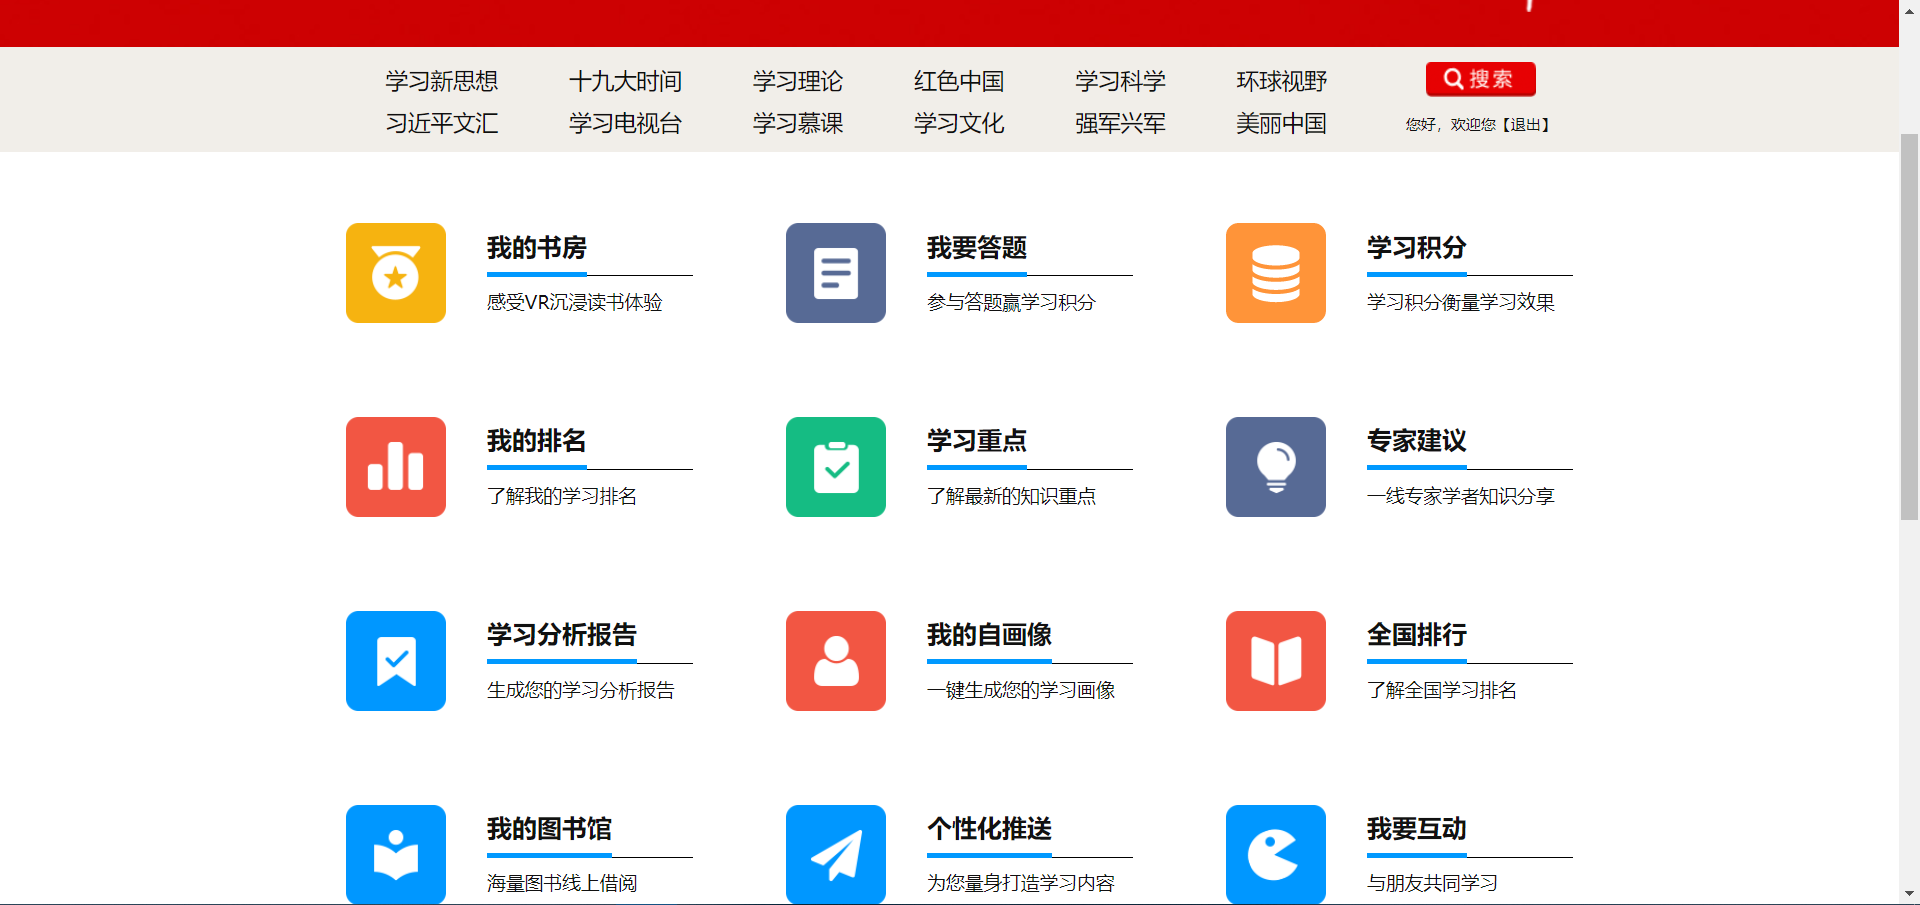 学习新思想 十九大时间 学习理论 红色中国 学习科学 环球视野 搜索
习近平文汇 学习电视台 学习慕课 学习文化 强军兴军 美丽中国 您好，欢迎您【退出】
我的书房
感受VR沉浸读书体验
我要答题
参与答题赢学习积分
学习积分
学习积分衡量学习效果
我的排名
了解我的学习排名
学习重点
了解最新的知识重点
专家建议
一线专家学者知识分享
学习分析报告
生成您的学习分析报告
我的自画像
一键生成您的学习画像
全国排行
了解全国学习排名
我的图书馆
海量图书线上借阅
个性化推送
为您量身打造学习内容
我要互动
与朋友共同学习